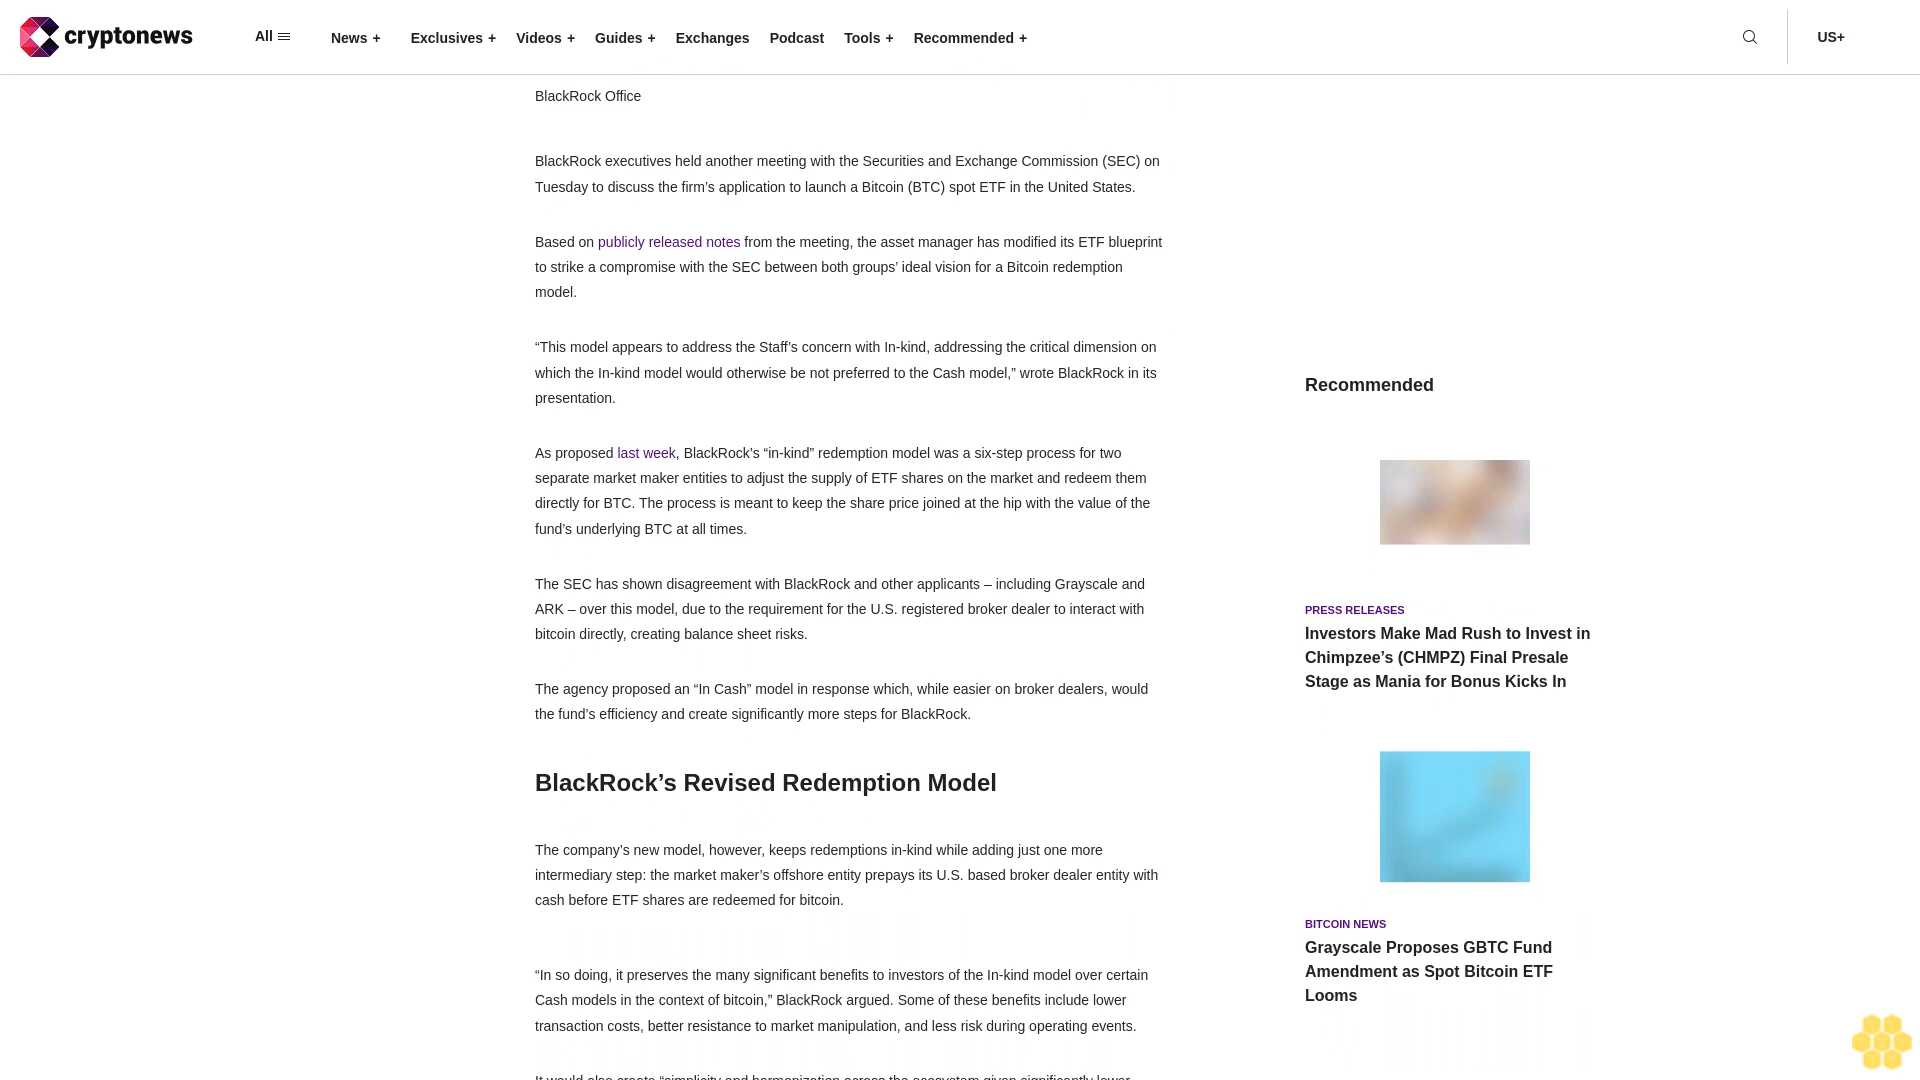 cryptonews
All
News +
Exclusives +
Videos +
Guides +
Exchanges
Podcast
Tools +
Recommended +
US+
BlackRock Office
BlackRock executives held another meeting with the Securities and Exchange Commission (SEC) on
Tuesday to discuss the firm’s application to launch a Bitcoin (BTC) spot ETF in the United States.
Based on publicly released notes from the meeting, the asset manager has modified its ETF blueprint
to strike a compromise with the SEC between both groups’ ideal vision for a Bitcoin redemption
model.
“This model appears to address the Staff’s concern with In-kind, addressing the critical dimension on
which the In-kind model would otherwise be not preferred to the Cash model,” wrote BlackRock in its
presentation.
As proposed last week, BlackRock’s “in-kind” redemption model was a six-step process for two
separate market maker entities to adjust the supply of ETF shares on the market and redeem them
directly for BTC. The process is meant to keep the share price joined at the hip with the value of the
fund’s underlying BTC at all times.
The SEC has shown disagreement with BlackRock and other applicants – including Grayscale and
ARK – over this model, due to the requirement for the U.S. registered broker dealer to interact with
bitcoin directly, creating balance sheet risks.
The agency proposed an “In Cash” model in response which, while easier on broker dealers, would
the fund’s efficiency and create significantly more steps for BlackRock.
BlackRock’s Revised Redemption Model
The company’s new model, however, keeps redemptions in-kind while adding just one more
intermediary step: the market maker’s offshore entity prepays its U.S. based broker dealer entity with
cash before ETF shares are redeemed for bitcoin.
“In so doing, it preserves the many significant benefits to investors of the In-kind model over certain
Cash models in the context of bitcoin,” BlackRock argued. Some of these benefits include lower
transaction costs, better resistance to market manipulation, and less risk during operating events.
It would also create “simplicity and harmonization across the ecosystem given significantly lower
Recommended
PRESS RELEASES
Investors Make Mad Rush to Invest in
Chimpzee’s (CHMPZ) Final Presale
Stage as Mania for Bonus Kicks In
BITCOIN NEWS
Grayscale Proposes GBTC Fund
Amendment as Spot Bitcoin ETF
Looms